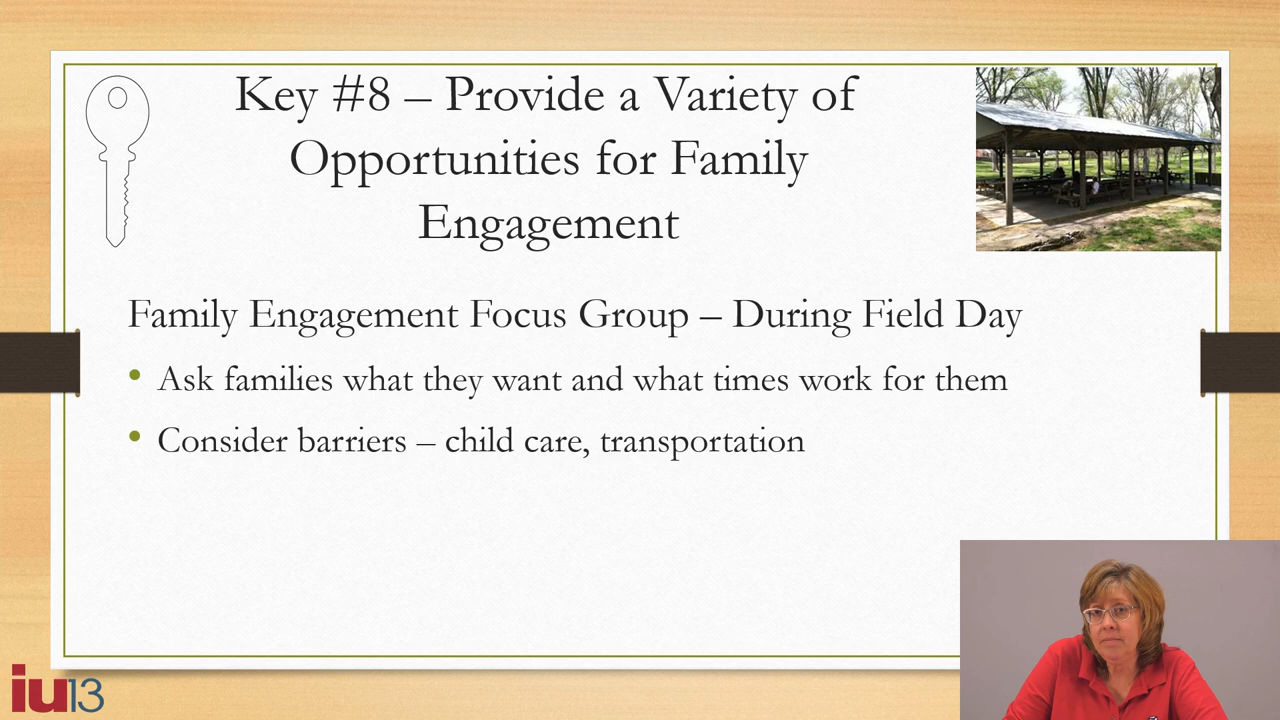 Key #8 – Provide a Variety of
Opportunities for Family
Engagement
Family Engagement Focus Group – During Field Day
• Ask families what they want and what times work for them
• Consider barriers – child care, transportation
iu13